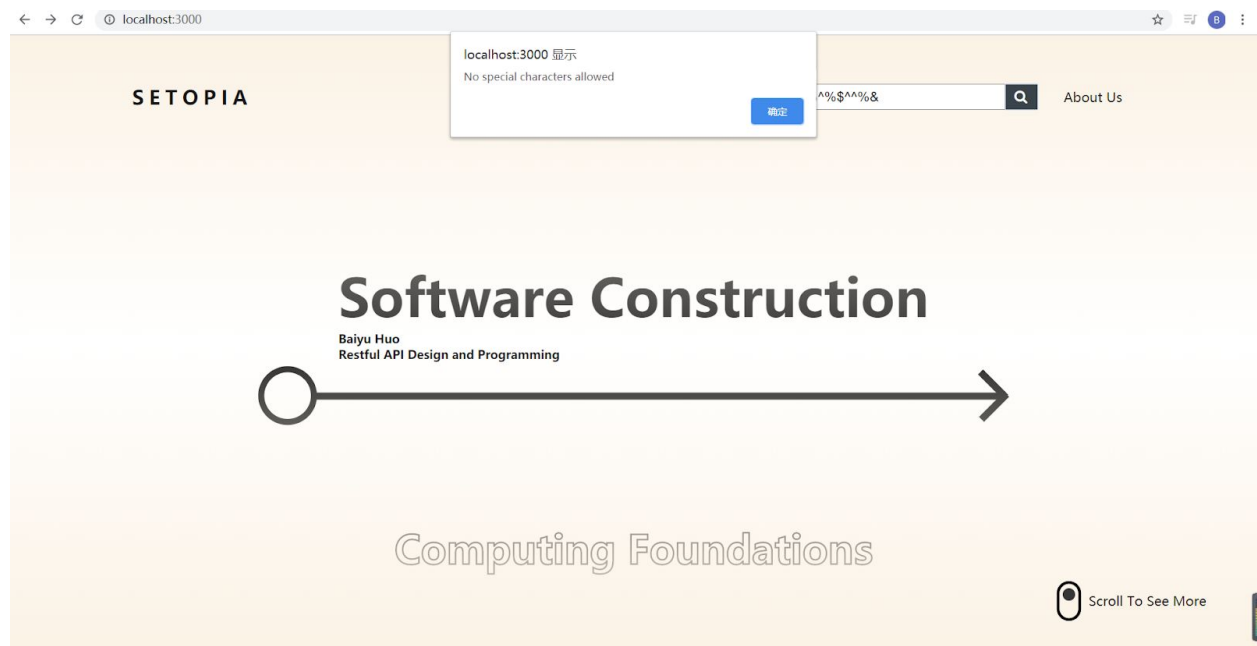 localhost:3000
B
localhost:3000 显示
No special characters allowed
确定
SETOPIA
^%$^^%&
About Us
Software Construction
Baiyu Huo
Restful API Design and Programming
Computing Foundations
Scroll To See More